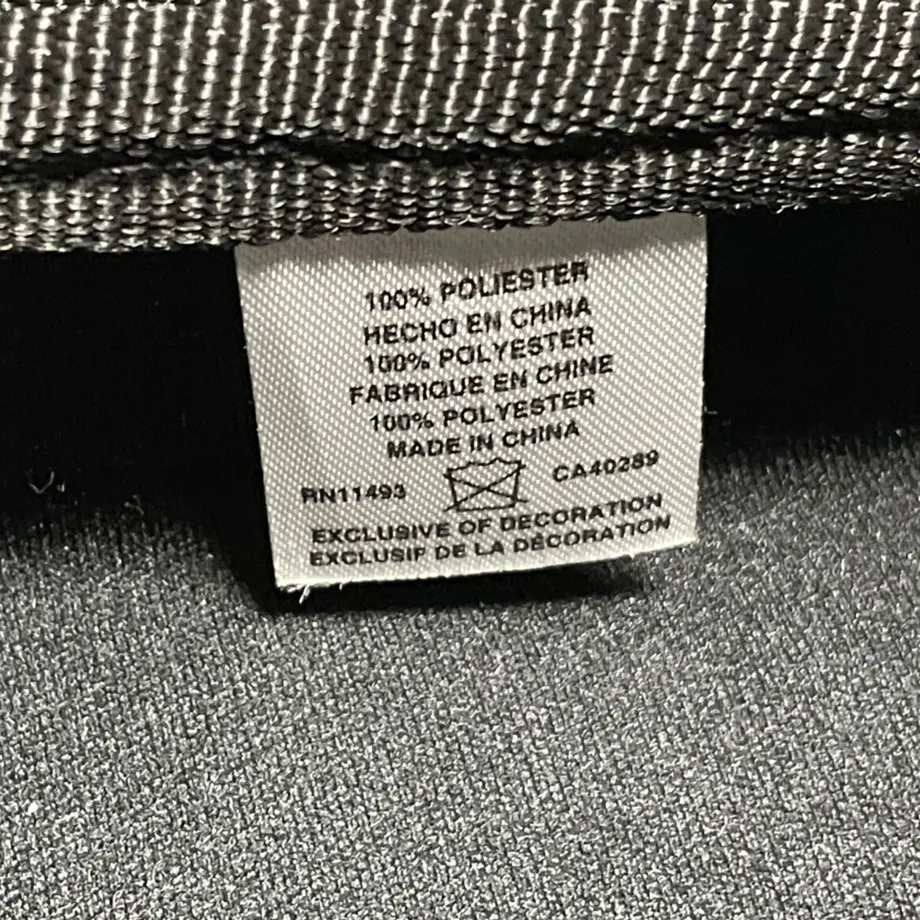 100% POLIESTER
HECHO EN CHINA
100% POLYESTER
FABRIQUE EN CHINE
100% POLYESTER
MADE IN CHINA
RN11493 CA40289
EXCLUSIVE OF DECORATION
EXCLUSIF DE LA DÉCORATION